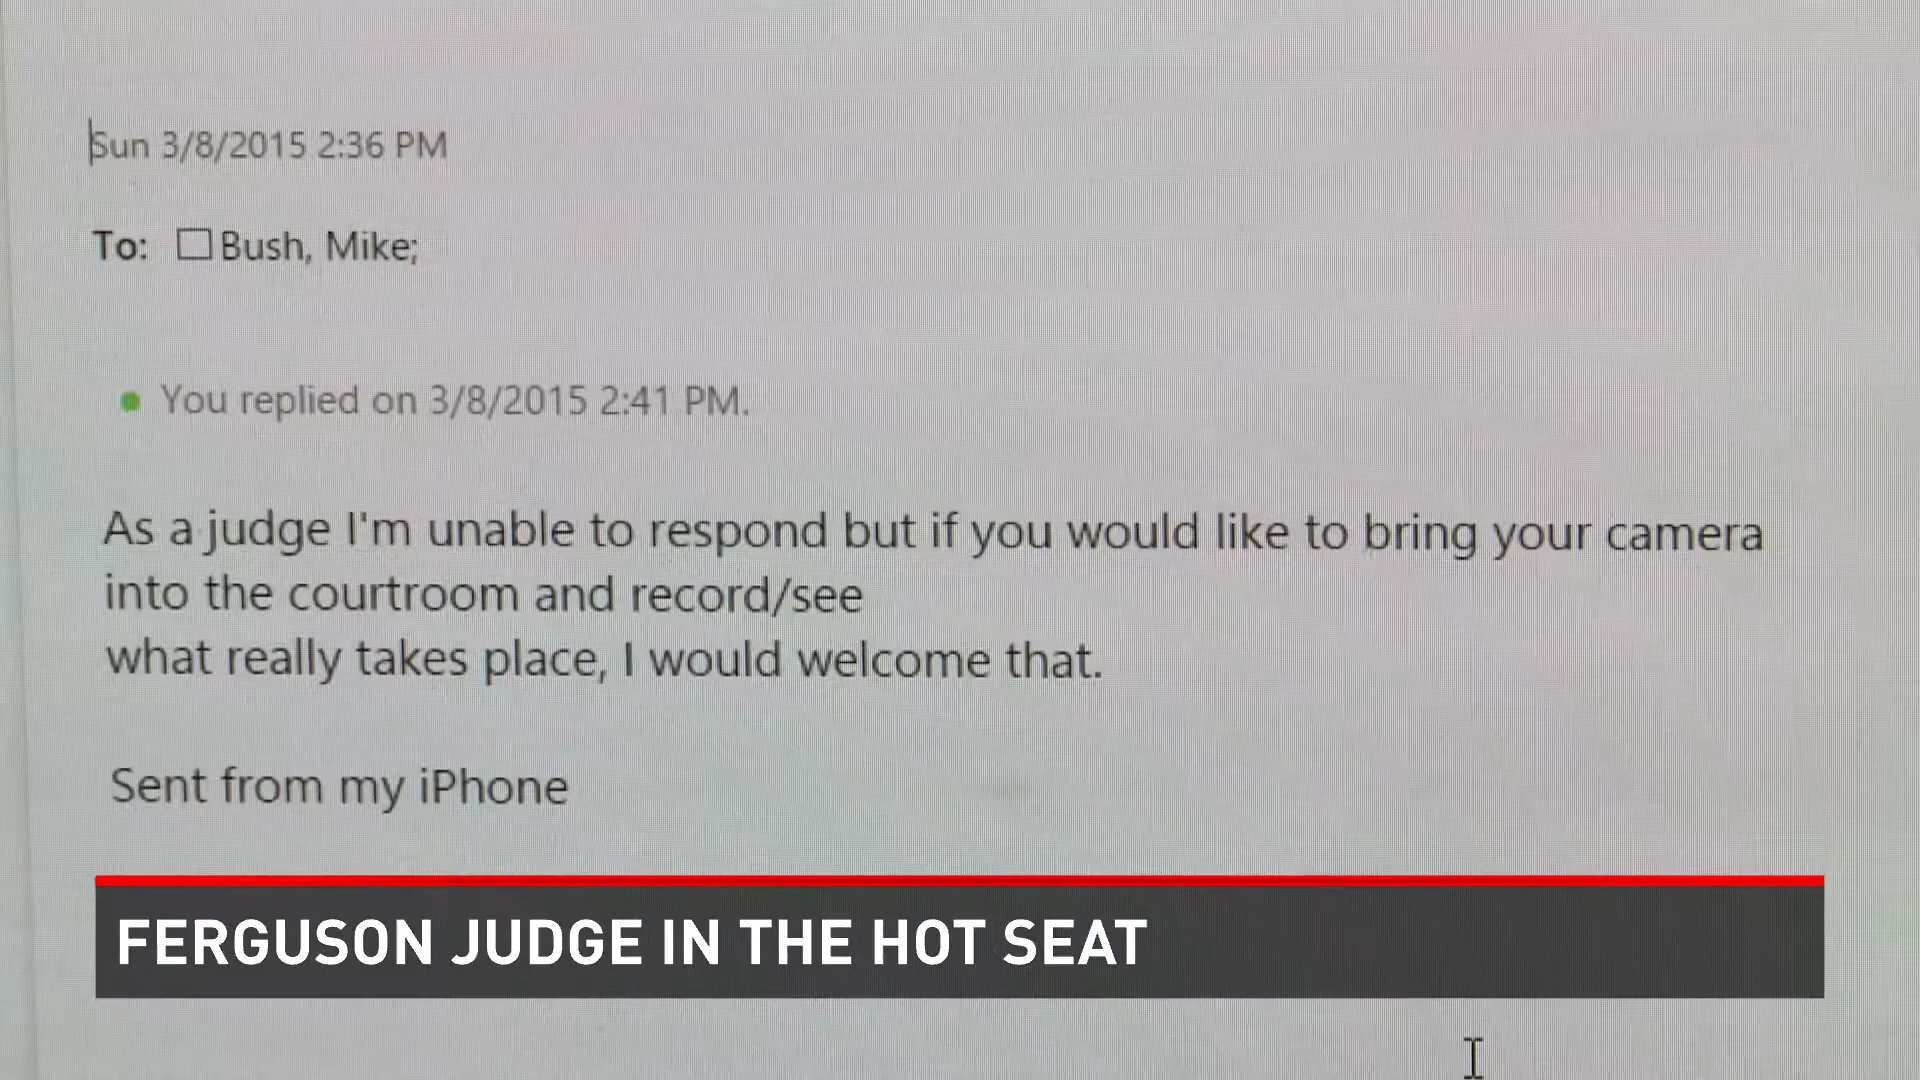 Sun 3/8/2015 2:36 PM
To: Bush, Mike;
You replied on 3/8/2015 2:41 PM.
As a judge I'm unable to respond but if you would like to bring your camera
into the courtroom and record/see
what really takes place, I would welcome that.
Sent from my iPhone
FERGUSON JUDGE IN THE HOT SEAT